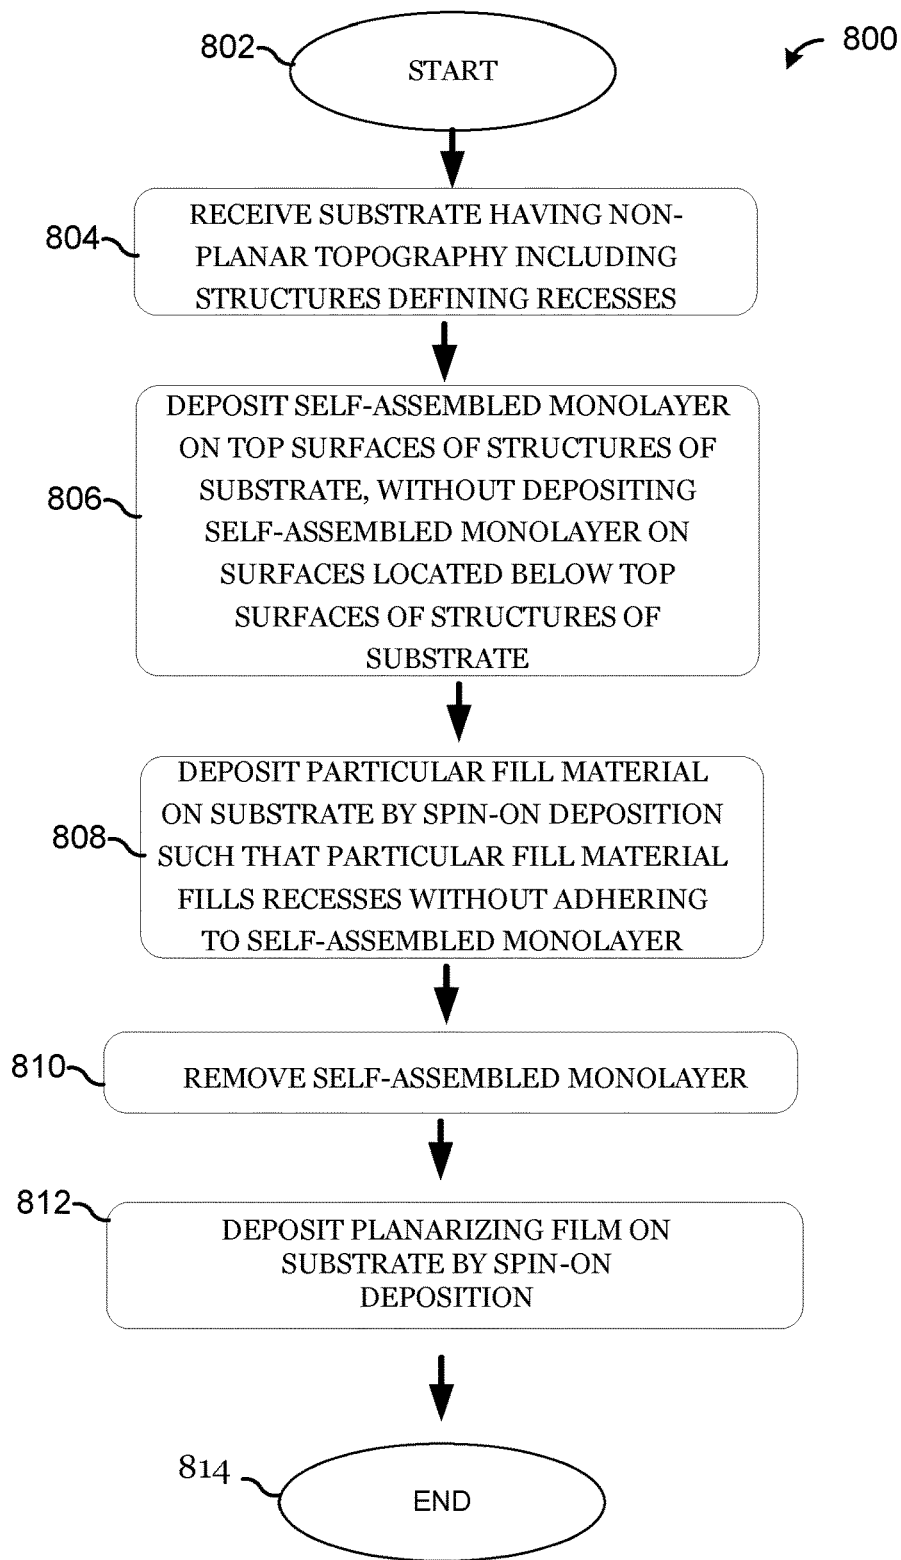 802
START
800
804
RECEIVE SUBSTRATE HAVING NON-
PLANAR TOPOGRAPHY INCLUDING
STRUCTURES DEFINING RECESSES
806
DEPOSIT SELF-ASSEMBLED MONOLAYER
ON TOP SURFACES OF STRUCTURES OF
SUBSTRATE, WITHOUT DEPOSITING
SELF-ASSEMBLED MONOLAYER ON
SURFACES LOCATED BELOW TOP
SURFACES OF STRUCTURES OF
SUBSTRATE
808
DEPOSIT PARTICULAR FILL MATERIAL
ON SUBSTRATE BY SPIN-ON DEPOSITION
SUCH THAT PARTICULAR FILL MATERIAL
FILLS RECESSES WITHOUT ADHERING
TO SELF-ASSEMBLED MONOLAYER
810
REMOVE SELF-ASSEMBLED MONOLAYER
812
DEPOSIT PLANARIZING FILM ON
SUBSTRATE BY SPIN-ON
DEPOSITION
814
END